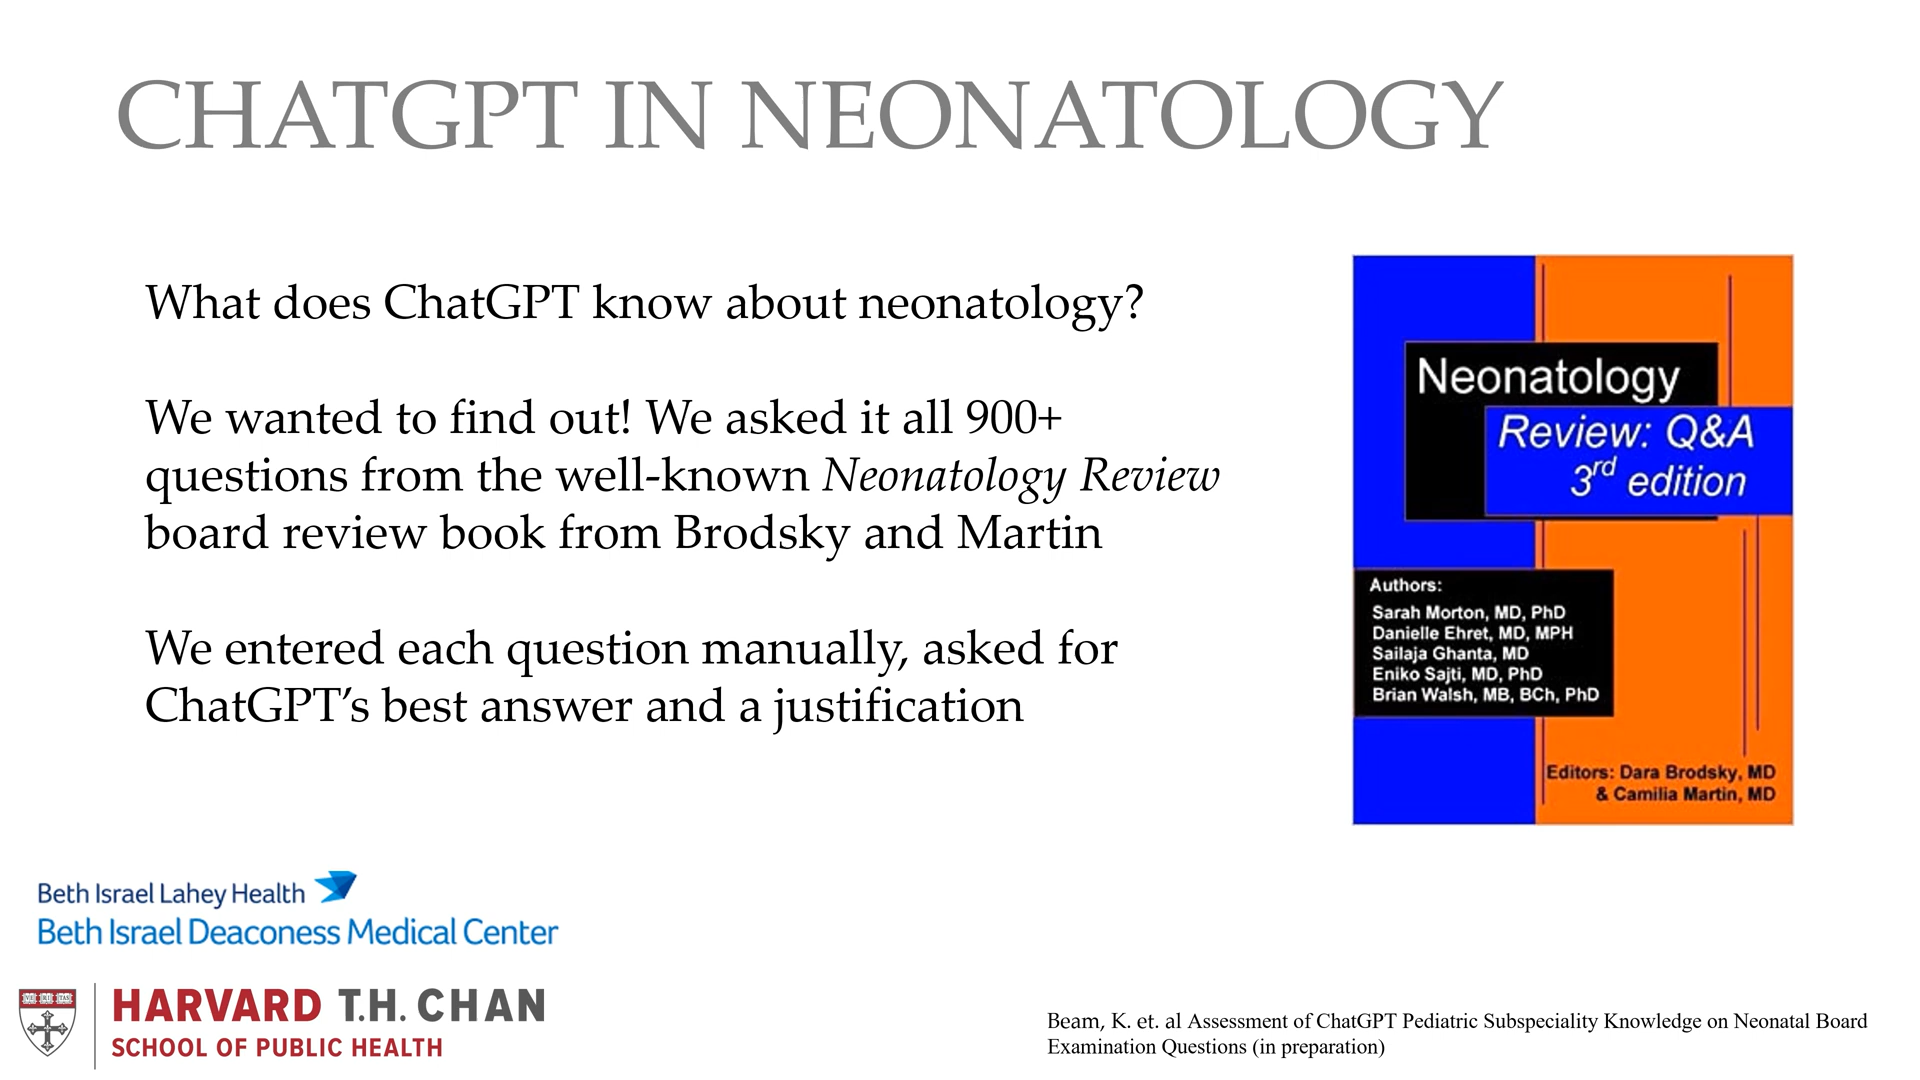 CHATGPT IN NEONATOLOGY
What does ChatGPT know about neonatology?
We wanted to find out! We asked it all 900+
questions from the well-known Neonatology Review
board review book from Brodsky and Martin
We entered each question manually, asked for
ChatGPT’s best answer and a justification
Neonatology
Review: Q&A
3rd edition
Authors:
Sarah Morton, MD, PhD
Danielle Ehret, MD, MPH
Sailaja Ghanta, MD
Eniko Sajti, MD, PhD
Brian Walsh, MB, BCh, PhD
Editors: Dara Brodsky, MD
& Camilia Martin, MD
Beth Israel Lahey Health
Beth Israel Deaconess Medical Center
VE RI TAS
HARVARD T.H. CHAN
SCHOOL OF PUBLIC HEALTH
Beam, K. et. al Assessment of ChatGPT Pediatric Subspeciality Knowledge on Neonatal Board
Examination Questions (in preparation)